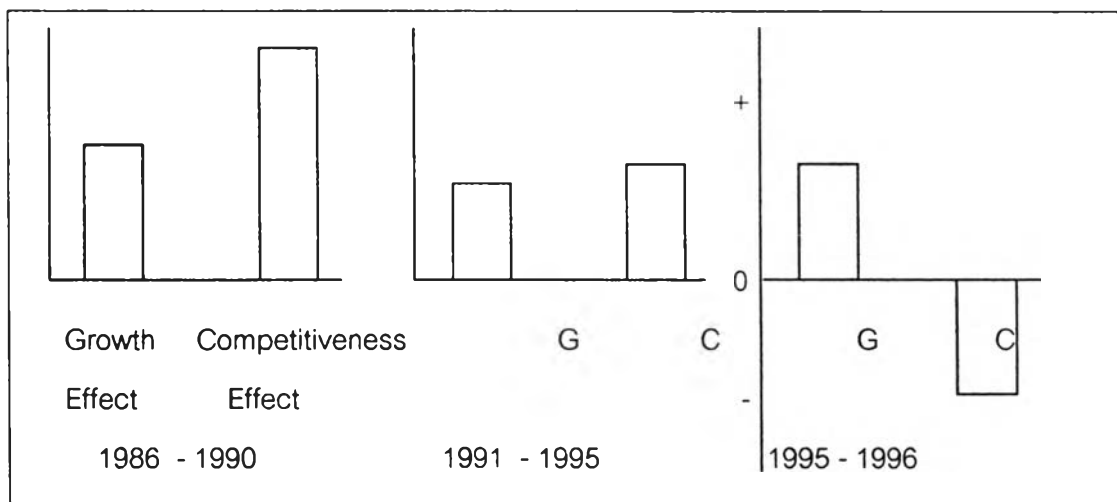 +
0
Growth Competitiveness G C G C
Effect Effect
-
1986 - 1990 1991 - 1995 1995 - 1996